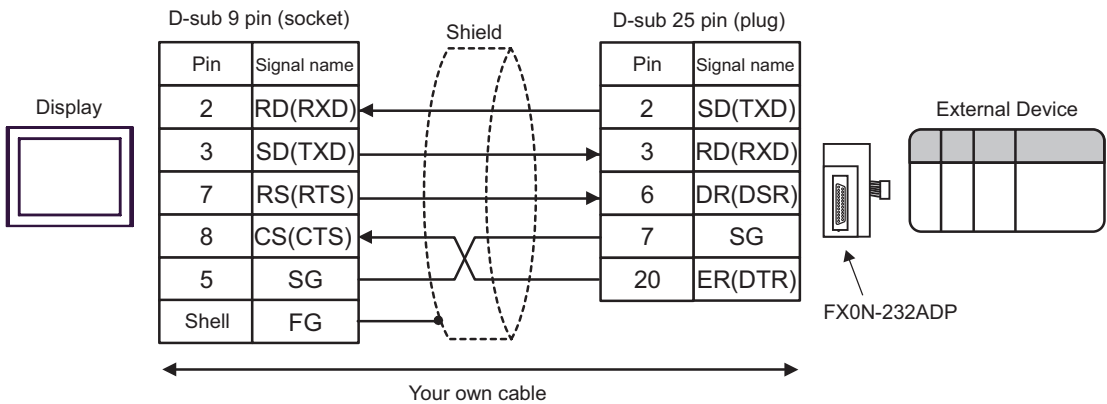 D-sub 9 pin (socket)
Shield
D-sub 25 pin (plug)
Pin Signal name
Pin Signal name
Display
2 RD(RXD)
2 SD(TXD)
External Device
3 SD(TXD)
3 RD(RXD)
7 RS(RTS)
6 DR(DSR)
8 CS(CTS)
7 SG
5 SG
20 ER(DTR)
Shell FG
FX0N-232ADP
Your own cable